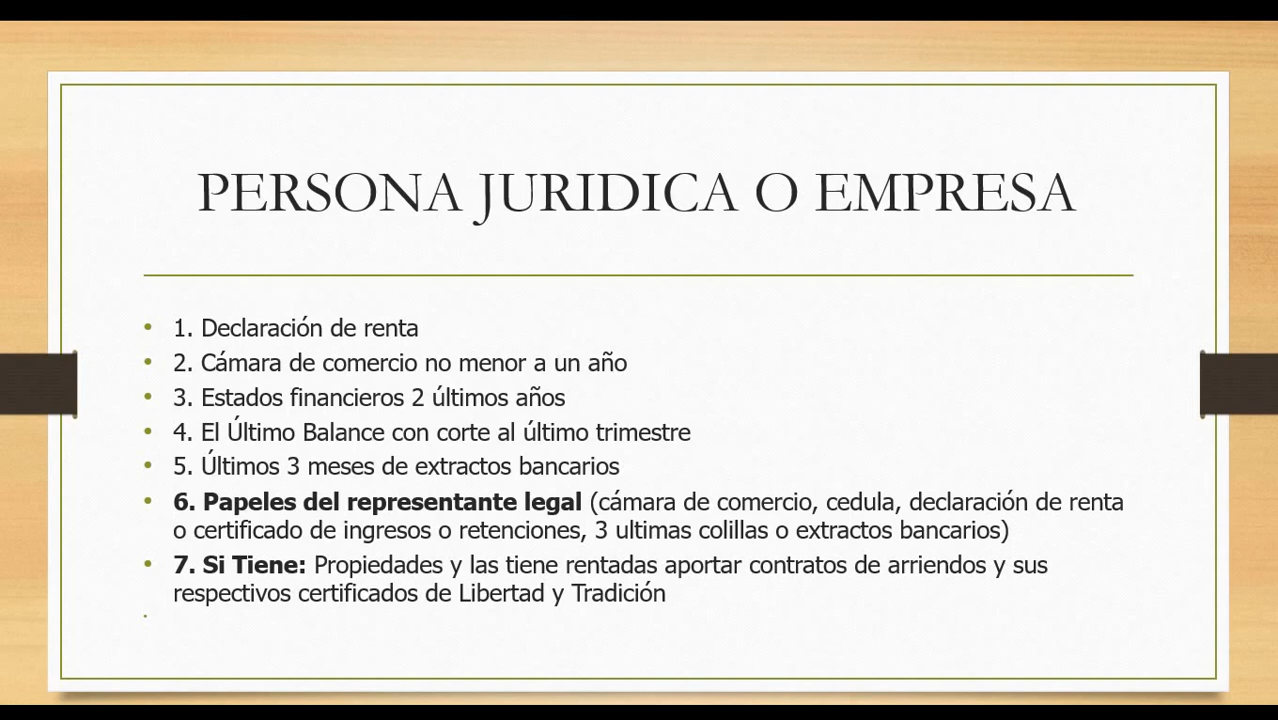 PERSONA JURIDICA O EMPRESA
• 1. Declaración de renta
• 2. Cámara de comercio no menor a un año
• 3. Estados financieros 2 últimos años
• 4. El Último Balance con corte al último trimestre
• 5. Últimos 3 meses de extractos bancarios
• 6. Papeles del representante legal (cámara de comercio, cedula, declaración de renta
o certificado de ingresos o retenciones, 3 ultimas colillas o extractos bancarios)
• 7. Si Tiene: Propiedades y las tiene rentadas aportar contratos de arriendos y sus
respectivos certificados de Libertad y Tradición